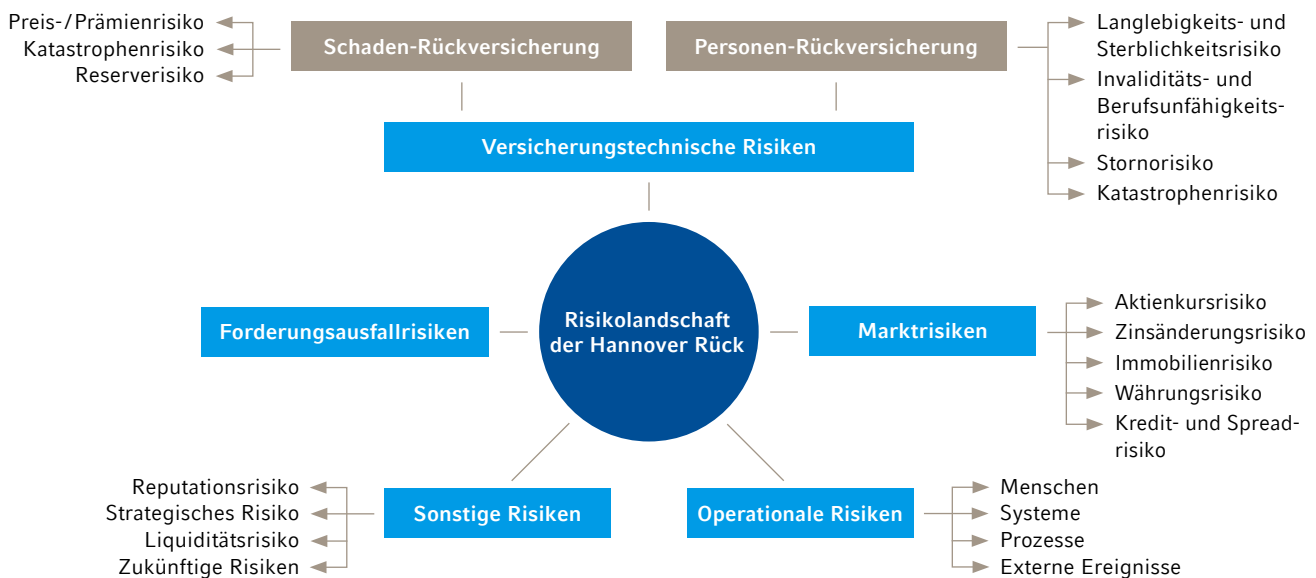 Preis-/Prämienrisiko
Katastrophenrisiko
Reserverisiko
Schaden-Rückversicherung
Personen-Rückversicherung
Langlebigkeits- und
Sterblichkeitsrisiko
Invaliditäts- und
Berufsunfähigkeits-
risiko
Stornorisiko
Katastrophenrisiko
Versicherungstechnische Risiken
Forderungsausfallrisiken
Risikolandschaft
der Hannover Rück
Marktrisiken
Aktienkursrisiko
Zinsänderungsrisiko
Immobilienrisiko
Währungsrisiko
Kredit- und Spread-
risiko
Reputationsrisiko
Strategisches Risiko
Liquiditätsrisiko
Zukünftige Risiken
Sonstige Risiken
Operationale Risiken
Menschen
Systeme
Prozesse
Externe Ereignisse